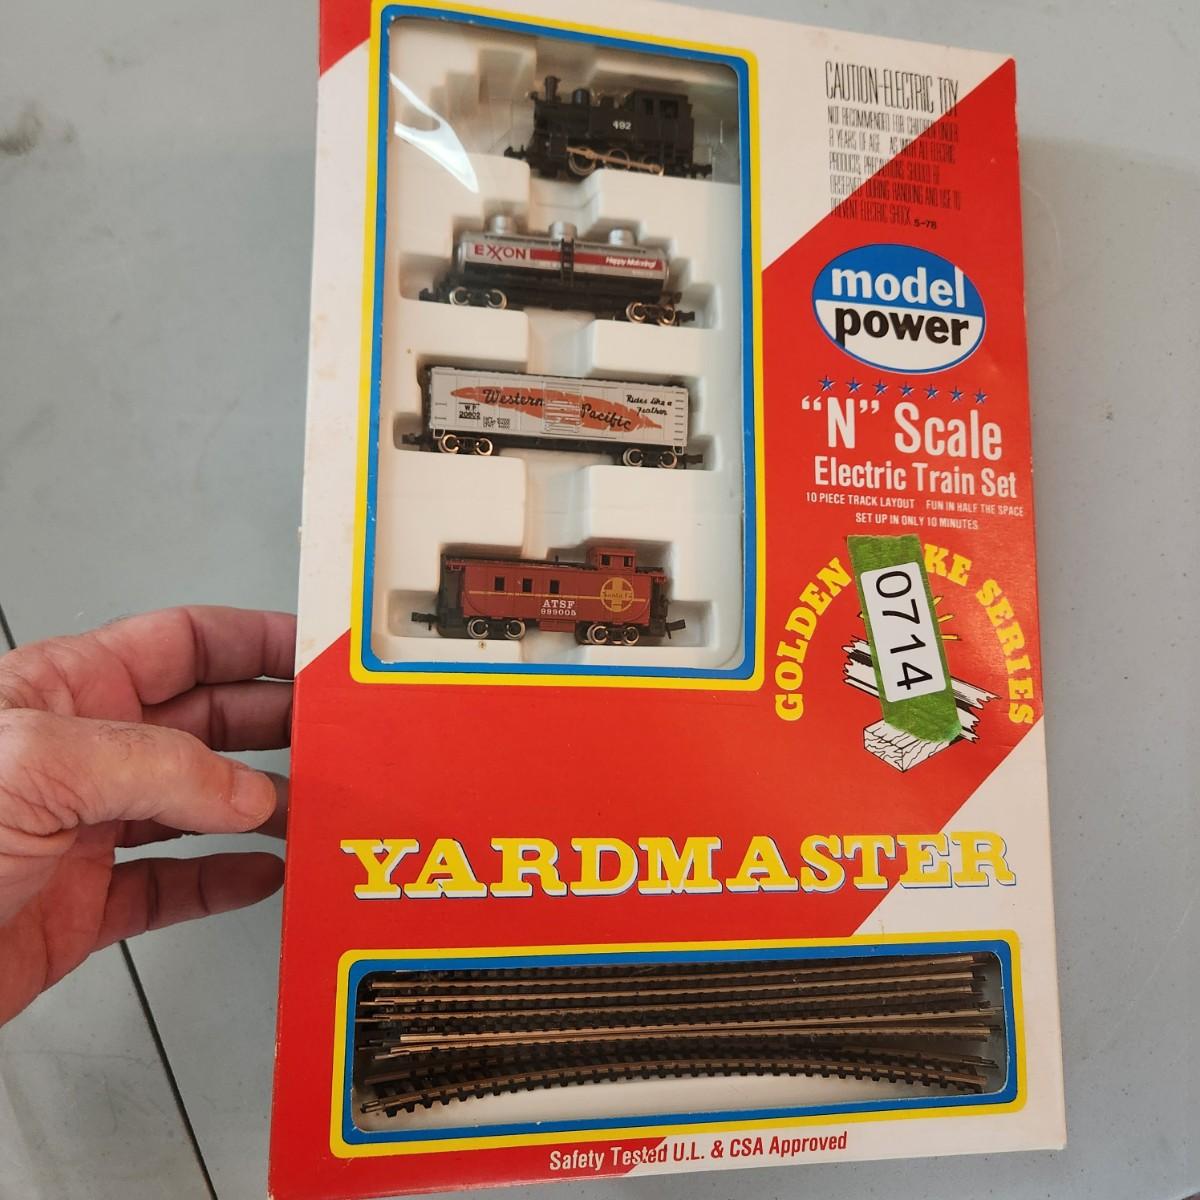 CAUTION-ELECTRIC TOY
NOT RECOMMENDED FOR CHILDREN UNDER
8 YEARS OF AGE. AS WITH ALL ELECTRIC
PRODUCTS, PRECAUTIONS SHOULD BE
OBSERVED DURING HANDLING AND USE TO
PREVENT ELECTRIC SHOCK. 5-78
492
EXXON
Happy Motoring!
model
power
"N" Scale
Electric Train Set
10 PIECE TRACK LAYOUT FUN IN HALF THE SPACE
SET UP IN ONLY 10 MINUTES
Western
Pacific
Rides like a
Feather
W.P.
20902
GOLDEN KE SERIES
0714
Santa Fe
ATSF
999005
YARDMASTER
Safety Tested U.L. & CSA Approved